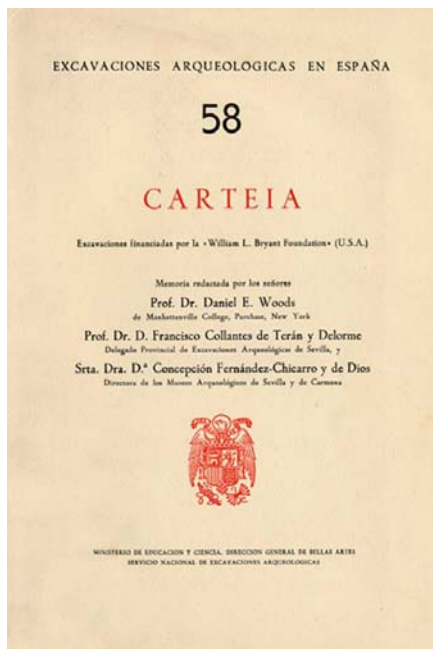 EXCAVACIONES ARQUEOLOGICAS EN ESPAÑA
58
CARTEIA
Excavaciones financiadas por la «William L. Bryant Foundation» (U.S.A.)
Memoria redactada por los señores
Prof. Dr. Daniel E. Woods
de Manhattanville College, Purchase, New York
Prof. Dr. D. Francisco Collantes de Terán y Delorme
Delegado Provincial de Excavaciones Arqueológicas de Sevilla, y
Srta. Dra. D.ª Concepción Fernández-Chicarro y de Dios
Directora de los Museos Arqueológicos de Sevilla y de Carmona
MINISTERIO DE EDUCACION Y CIENCIA. DIRECCION GENERAL DE BELLAS ARTES
SERVICIO NACIONAL DE EXCAVACIONES ARQUEOLOGICAS